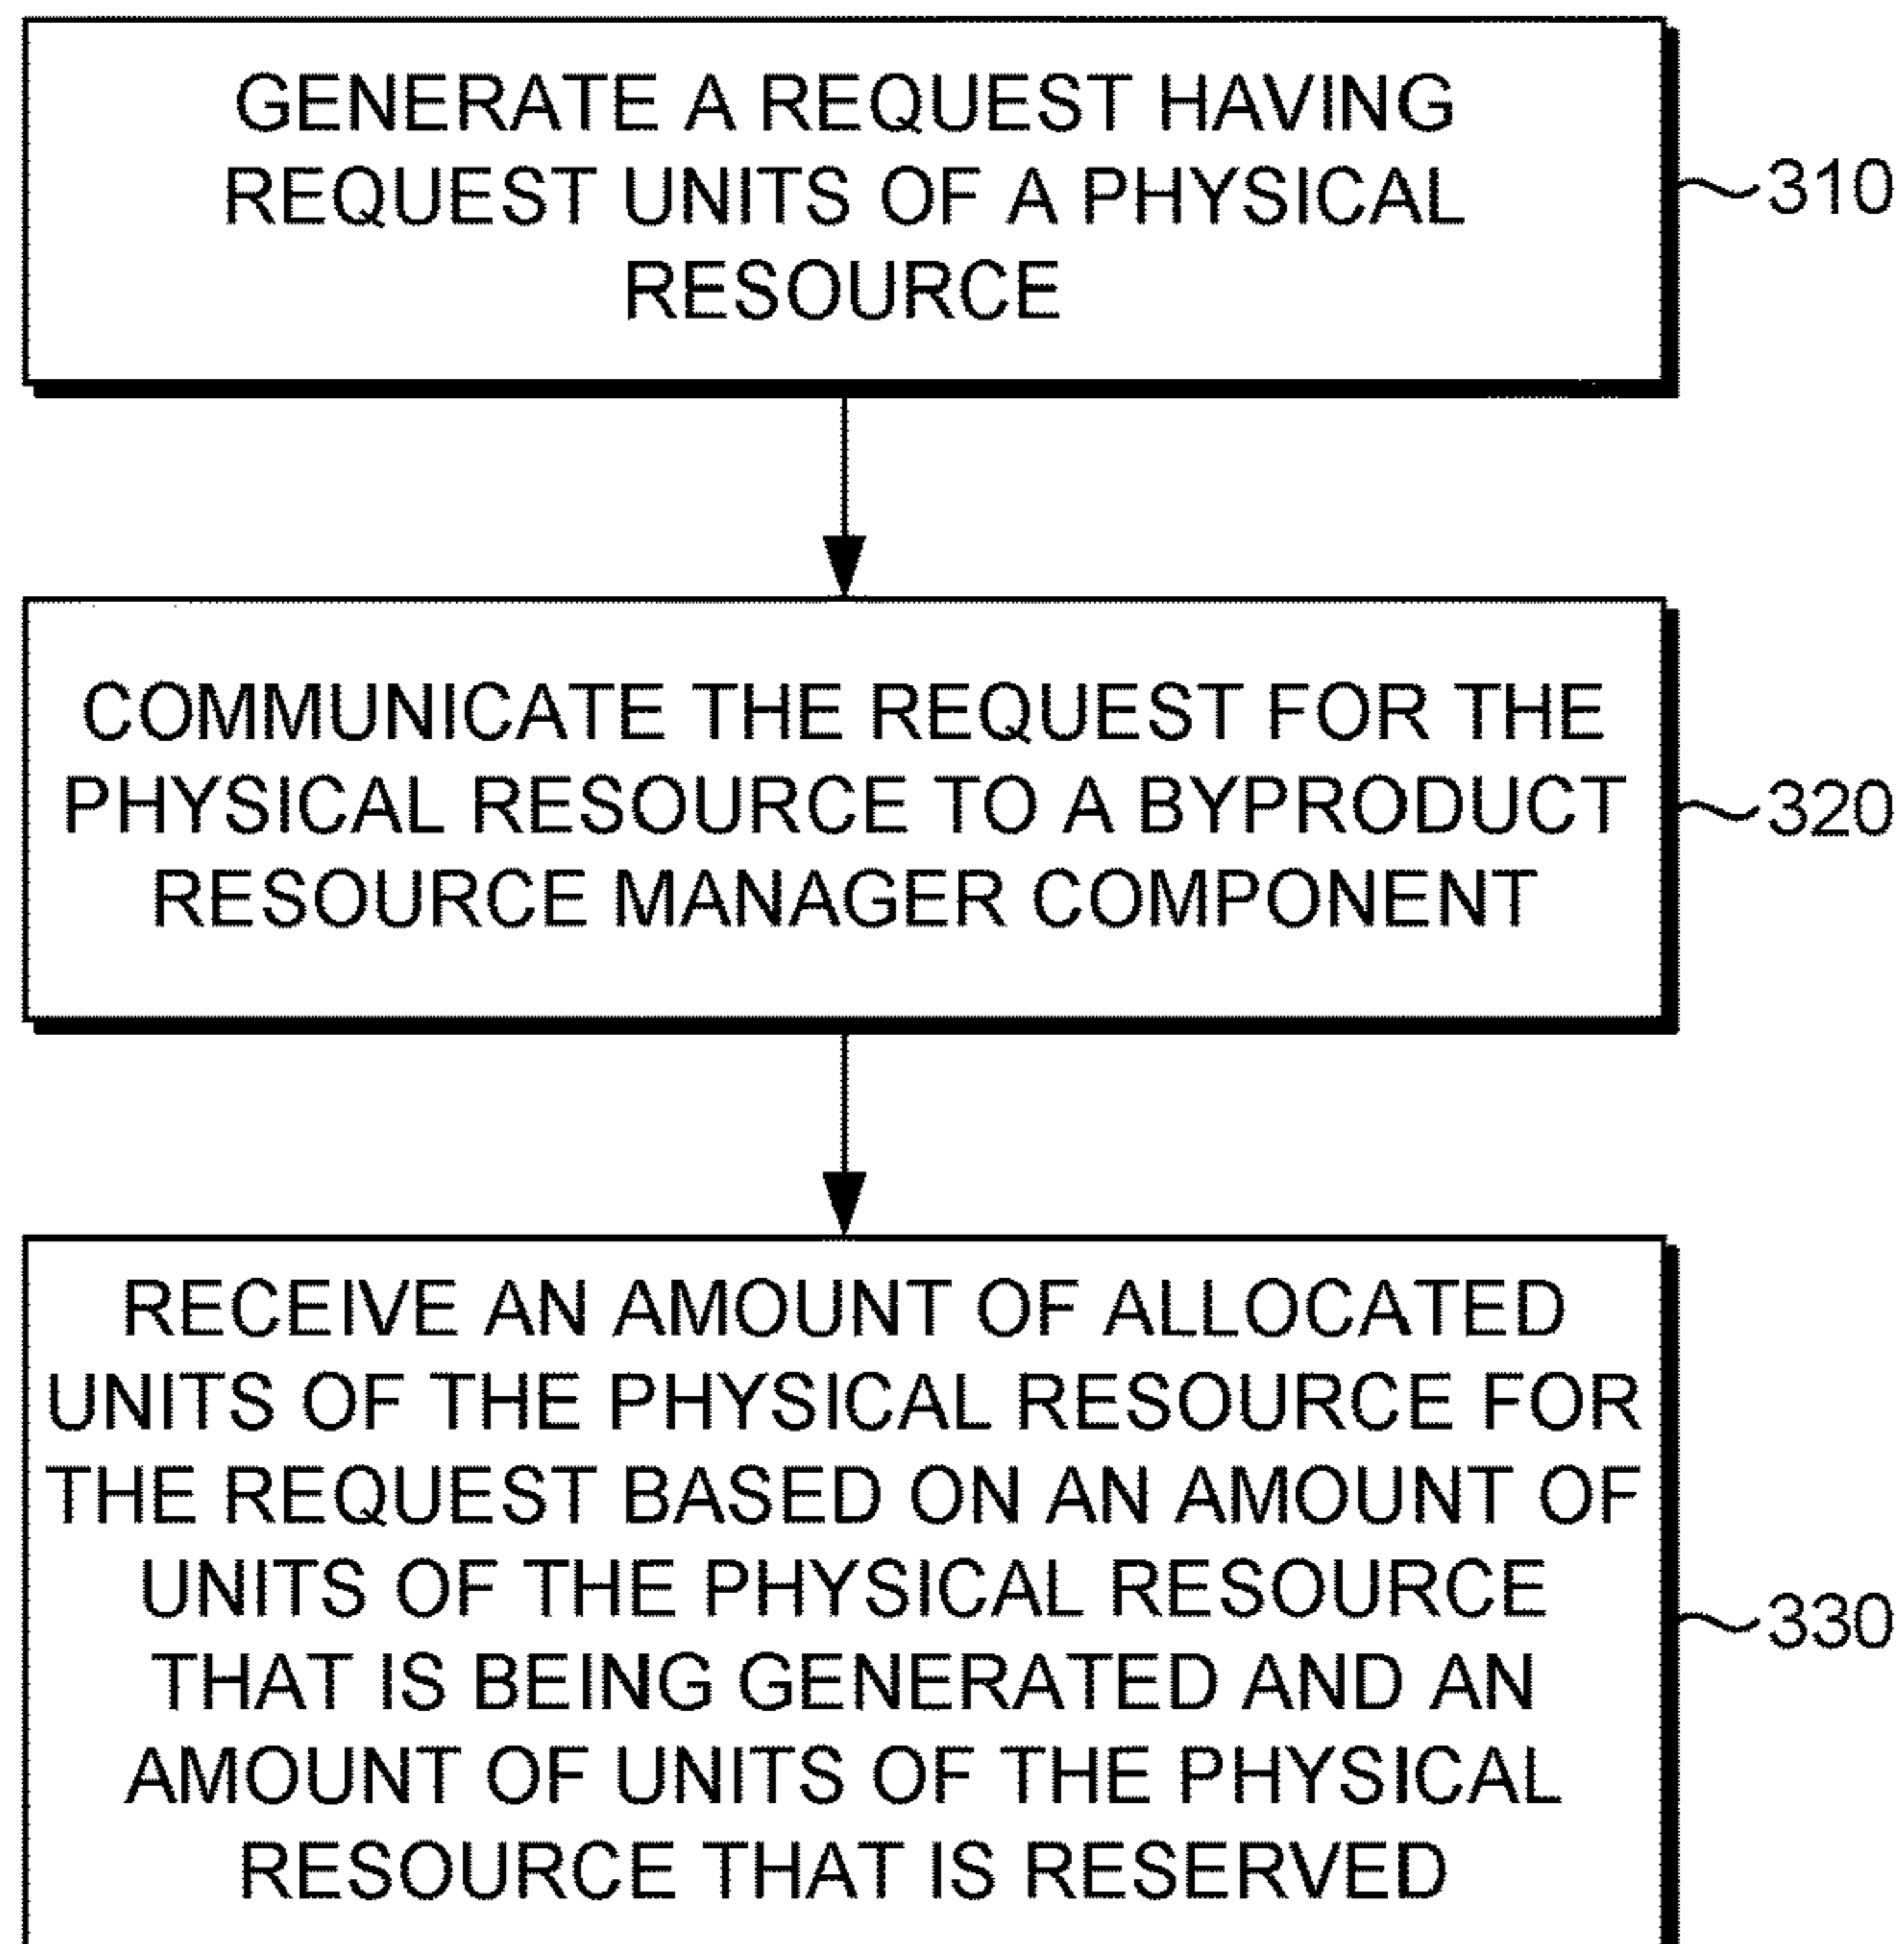 GENERATE A REQUEST HAVING
REQUEST UNITS OF A PHYSICAL
RESOURCE
310
COMMUNICATE THE REQUEST FOR THE
PHYSICAL RESOURCE TO A BYPRODUCT
RESOURCE MANAGER COMPONENT
320
RECEIVE AN AMOUNT OF ALLOCATED
UNITS OF THE PHYSICAL RESOURCE FOR
THE REQUEST BASED ON AN AMOUNT OF
UNITS OF THE PHYSICAL RESOURCE
THAT IS BEING GENERATED AND AN
AMOUNT OF UNITS OF THE PHYSICAL
RESOURCE THAT IS RESERVED
330